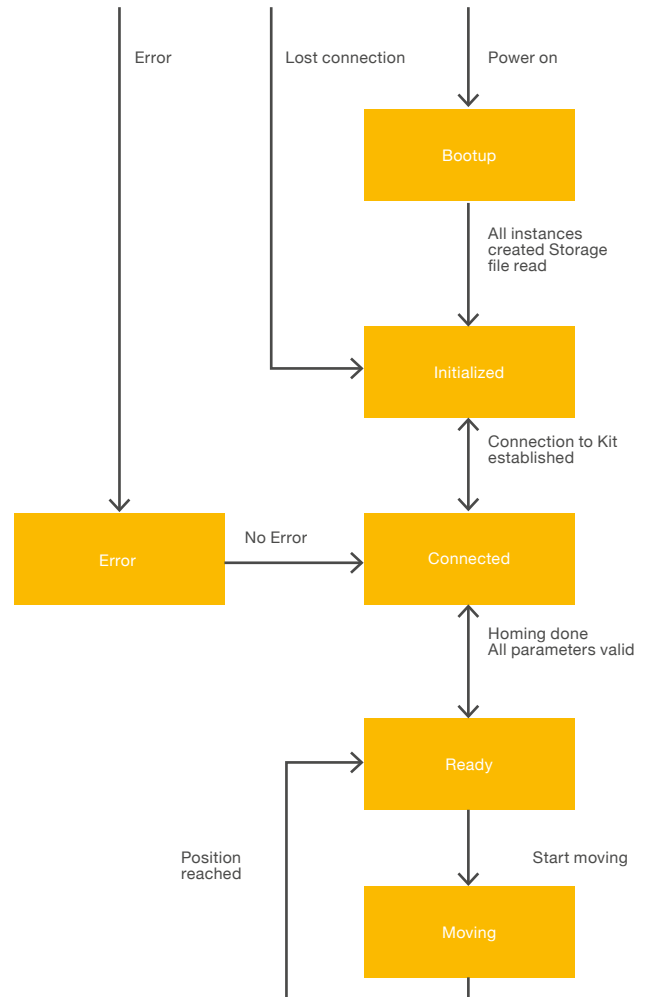 Error
Lost connection
Power on
Bootup
All instances
created Storage
file read
Initialized
Connection to Kit
established
No Error
Error
Connected
Homing done
All parameters valid
Ready
Position
reached
Start moving
Moving